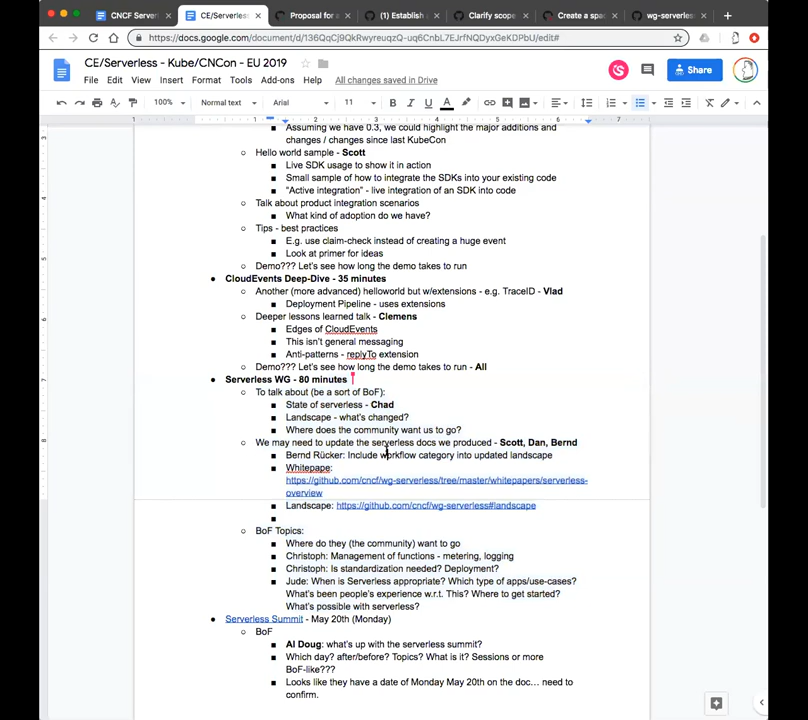 CNCF Server
CE/Serverless
Proposal for a
(1) Establish a
Clarify scope
Create a spac
wg-serverless
https://docs.google.com/document/d/136QqCj9QkRwyreuqzQ-uq6CnbL7EJrfNQDyxGeKDPbU/edit#
CE/Serverless - Kube/CNCon - EU 2019
File Edit View Insert Format Tools Add-ons Help All changes saved in Drive
Share
100% Normal text Arial 11
1 1 2 3 4 5 6 7
Assuming we have 0.3, we could highlight the major additions and
changes / changes since last KubeCon
Hello world sample - Scott
Live SDK usage to show it in action
Small sample of how to integrate the SDKs into your existing code
"Active integration" - live integration of an SDK into code
Talk about product integration scenarios
What kind of adoption do we have?
Tips - best practices
E.g. use claim-check instead of creating a huge event
Look at primer for ideas
Demo??? Let's see how long the demo takes to run
CloudEvents Deep-Dive - 35 minutes
Another (more advanced) helloworld but w/extensions - e.g. TraceID - Vlad
Deployment Pipeline - uses extensions
Deeper lessons learned talk - Clemens
Edges of CloudEvents
This isn't general messaging
Anti-patterns - replyTo extension
Demo??? Let's see how long the demo takes to run - All
Serverless WG - 80 minutes
To talk about (be a sort of BoF):
State of serverless - Chad
Landscape - what's changed?
Where does the community want us to go?
We may need to update the serverless docs we produced - Scott, Dan, Bernd
Bernd Rücker: Include workflow category into updated landscape
Whitepape:
https://github.com/cncf/wg-serverless/tree/master/whitepapers/serverless-
overview
Landscape: https://github.com/cncf/wg-serverless#landscape
BoF Topics:
Where do they (the community) want to go
Christoph: Management of functions - metering, logging
Christoph: Is standardization needed? Deployment?
Jude: When is Serverless appropriate? Which type of apps/use-cases?
What's been people's experience w.r.t. This? Where to get started?
What's possible with serverless?
Serverless Summit - May 20th (Monday)
BoF
AI Doug: what's up with the serverless summit?
Which day? after/before? Topics? What is it? Sessions or more
BoF-like???
Looks like they have a date of Monday May 20th on the doc... need to
confirm.